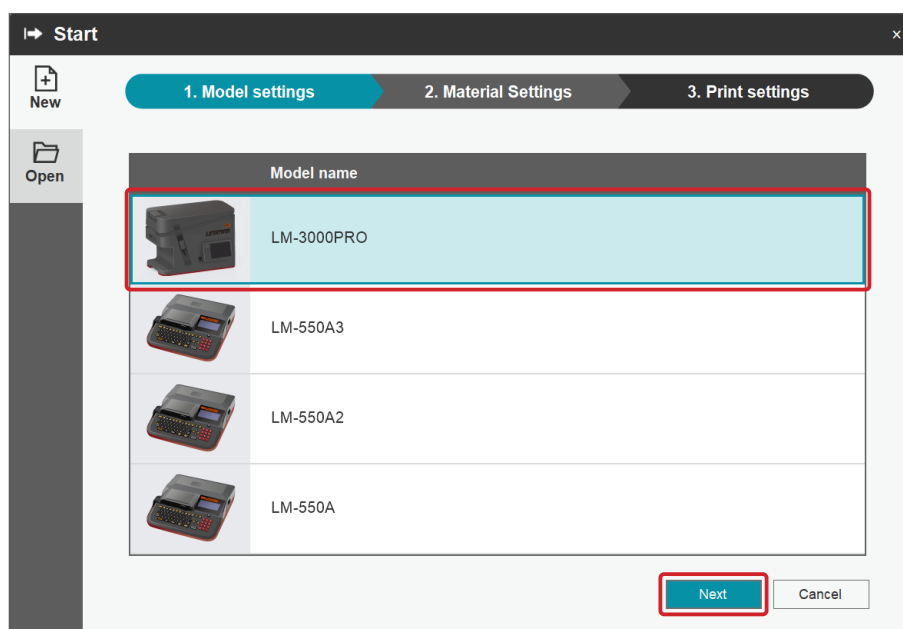 Start
×
New
1. Model settings
2. Material Settings
3. Print settings
Open
Model name
LM-3000PRO
LM-550A3
LM-550A2
LM-550A
Next
Cancel